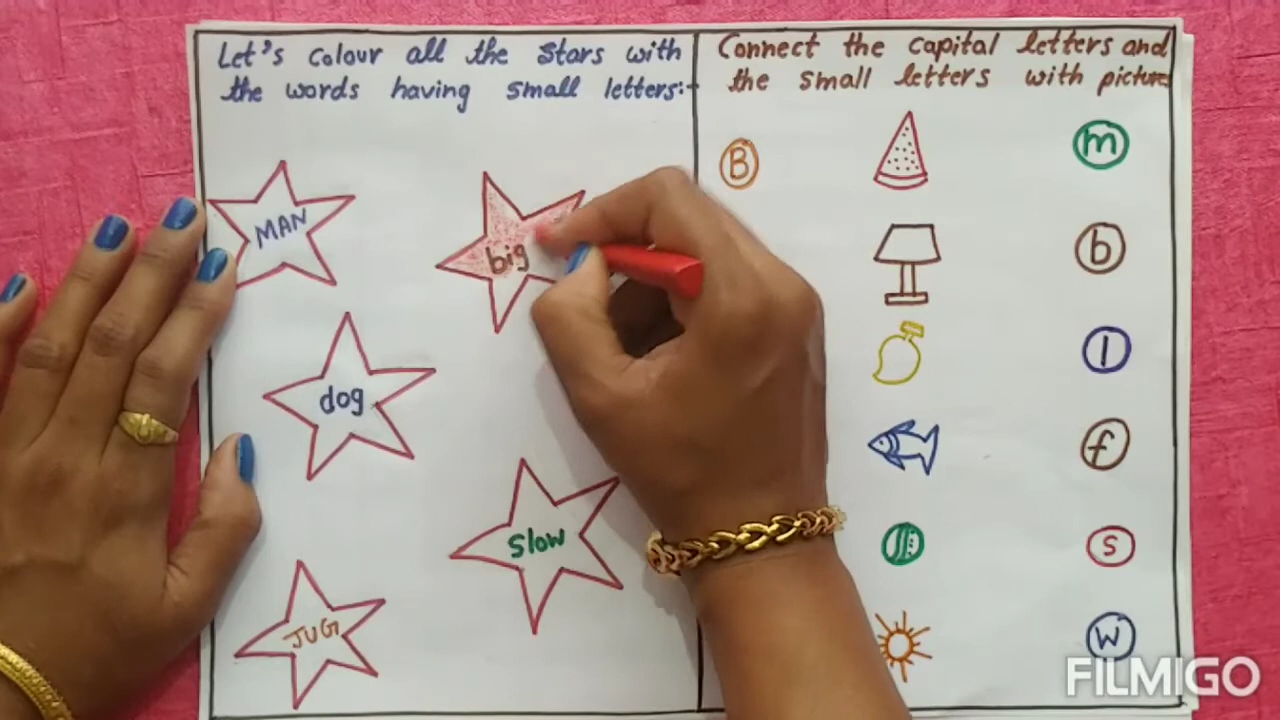 Let's colour all the stars with
the words having small letters:-
MAN
big
dog
slow
JUG
Connect the capital letters and
the small letters with picture
B
m
b
l
f
s
w
FILMIGO